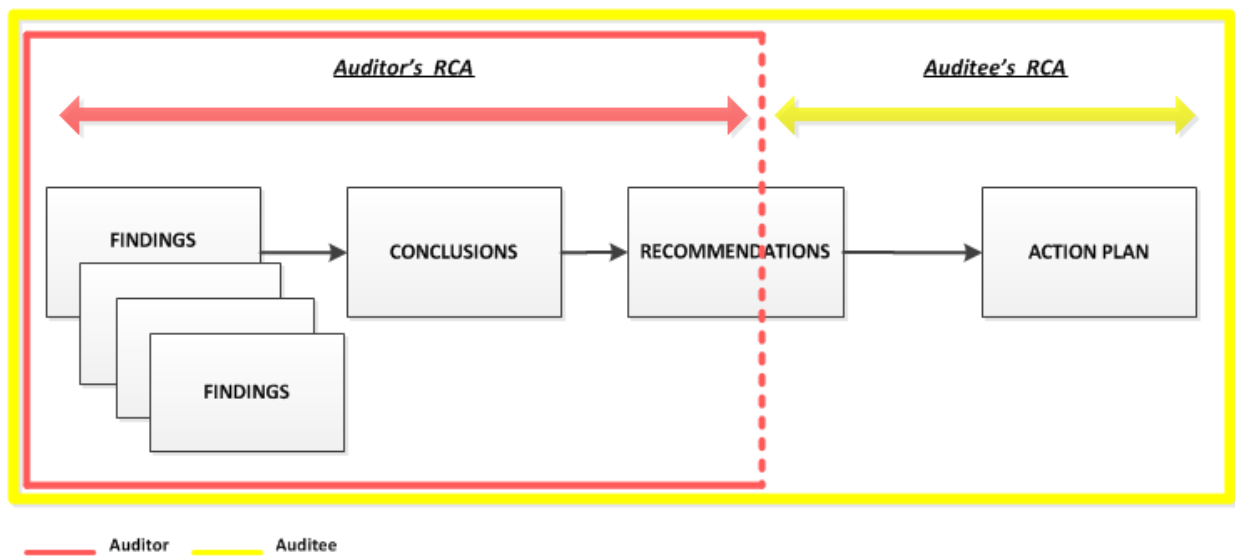 Auditor's RCA
Auditee's RCA
FINDINGS
CONCLUSIONS
RECOMMENDATIONS
ACTION PLAN
FINDINGS
Auditor
Auditee